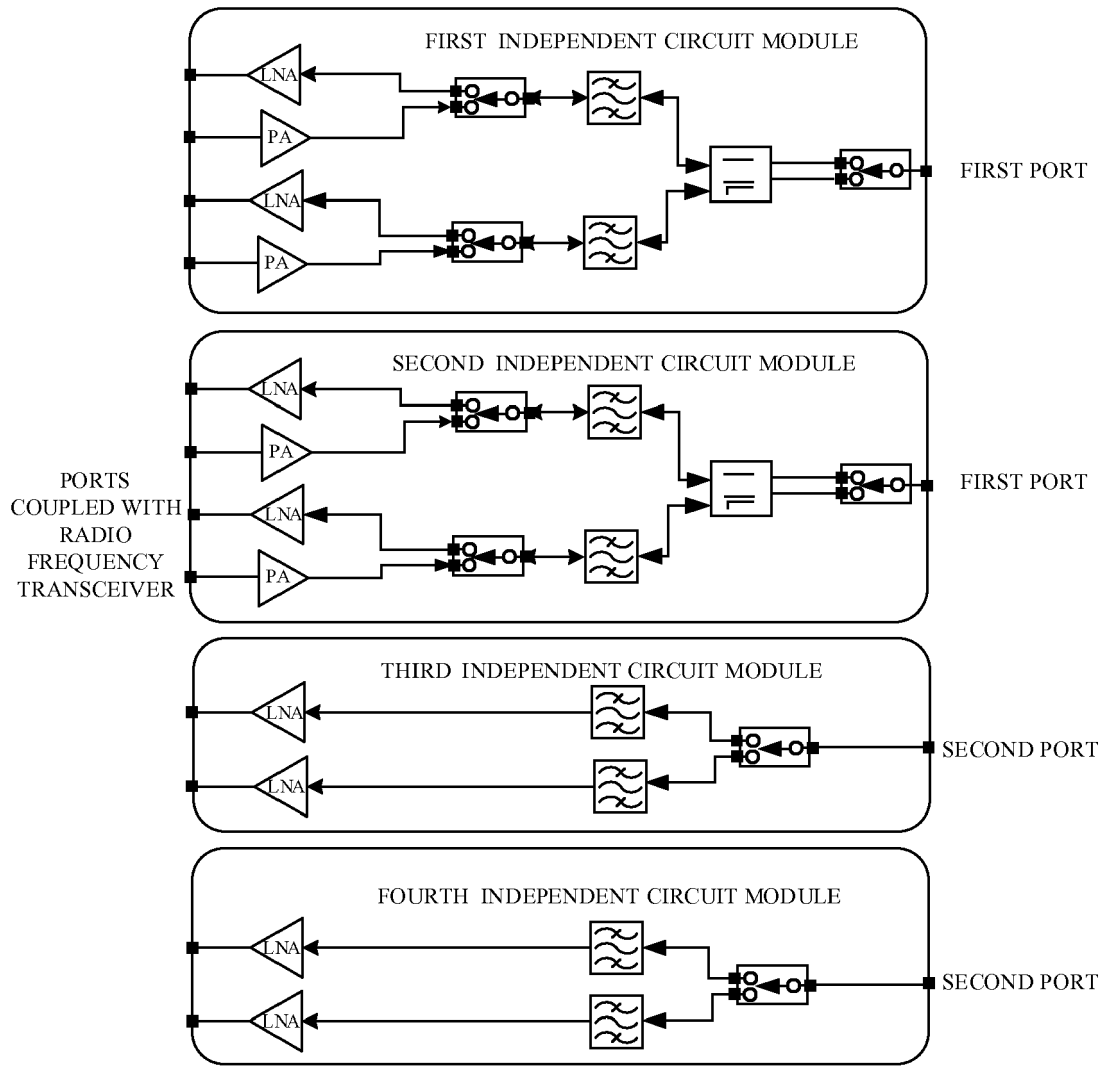 FIRST INDEPENDENT CIRCUIT MODULE
LNA
PA
LNA
PA
FIRST PORT
SECOND INDEPENDENT CIRCUIT MODULE
LNA
PA
LNA
PA
FIRST PORT
PORTS
COUPLED WITH
RADIO
FREQUENCY
TRANSCEIVER
THIRD INDEPENDENT CIRCUIT MODULE
LNA
LNA
SECOND PORT
FOURTH INDEPENDENT CIRCUIT MODULE
LNA
LNA
SECOND PORT